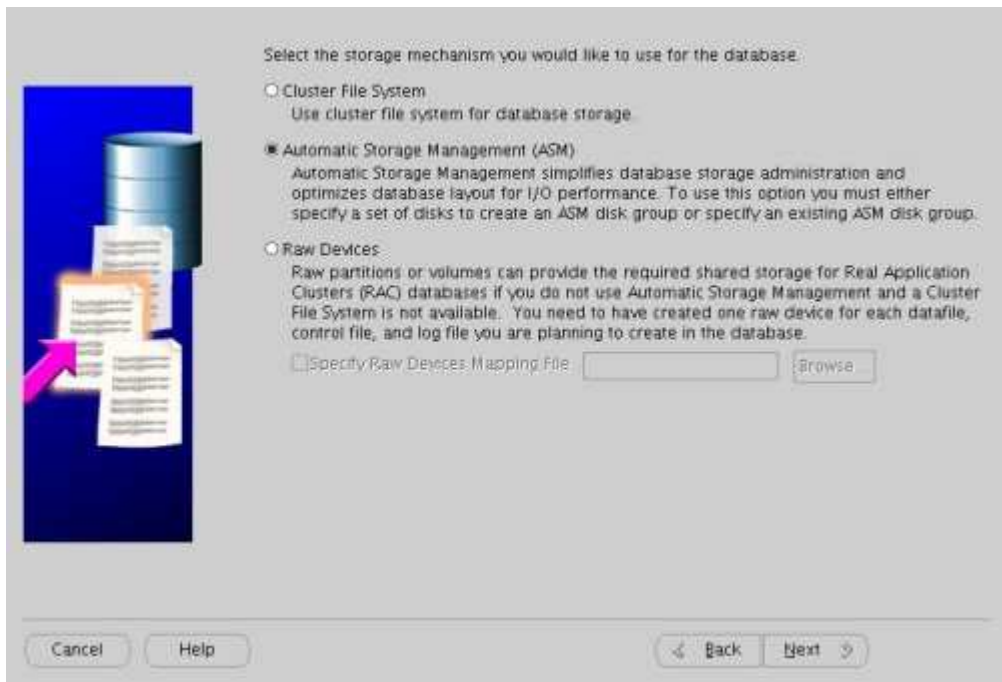 Select the storage mechanism you would like to use for the database.
Cluster File System
Use cluster file system for database storage.
Automatic Storage Management (ASM)
Automatic Storage Management simplifies database storage administration and
optimizes database layout for I/O performance. To use this option you must either
specify a set of disks to create an ASM disk group or specify an existing ASM disk group.
Raw Devices
Raw partitions or volumes can provide the required shared storage for Real Application
Clusters (RAC) databases if you do not use Automatic Storage Management and a Cluster
File System is not available. You need to have created one raw device for each datafile,
control file, and log file you are planning to create in the database.
Specify Raw Devices Mapping File
Browse
Cancel
Help
Back
Next